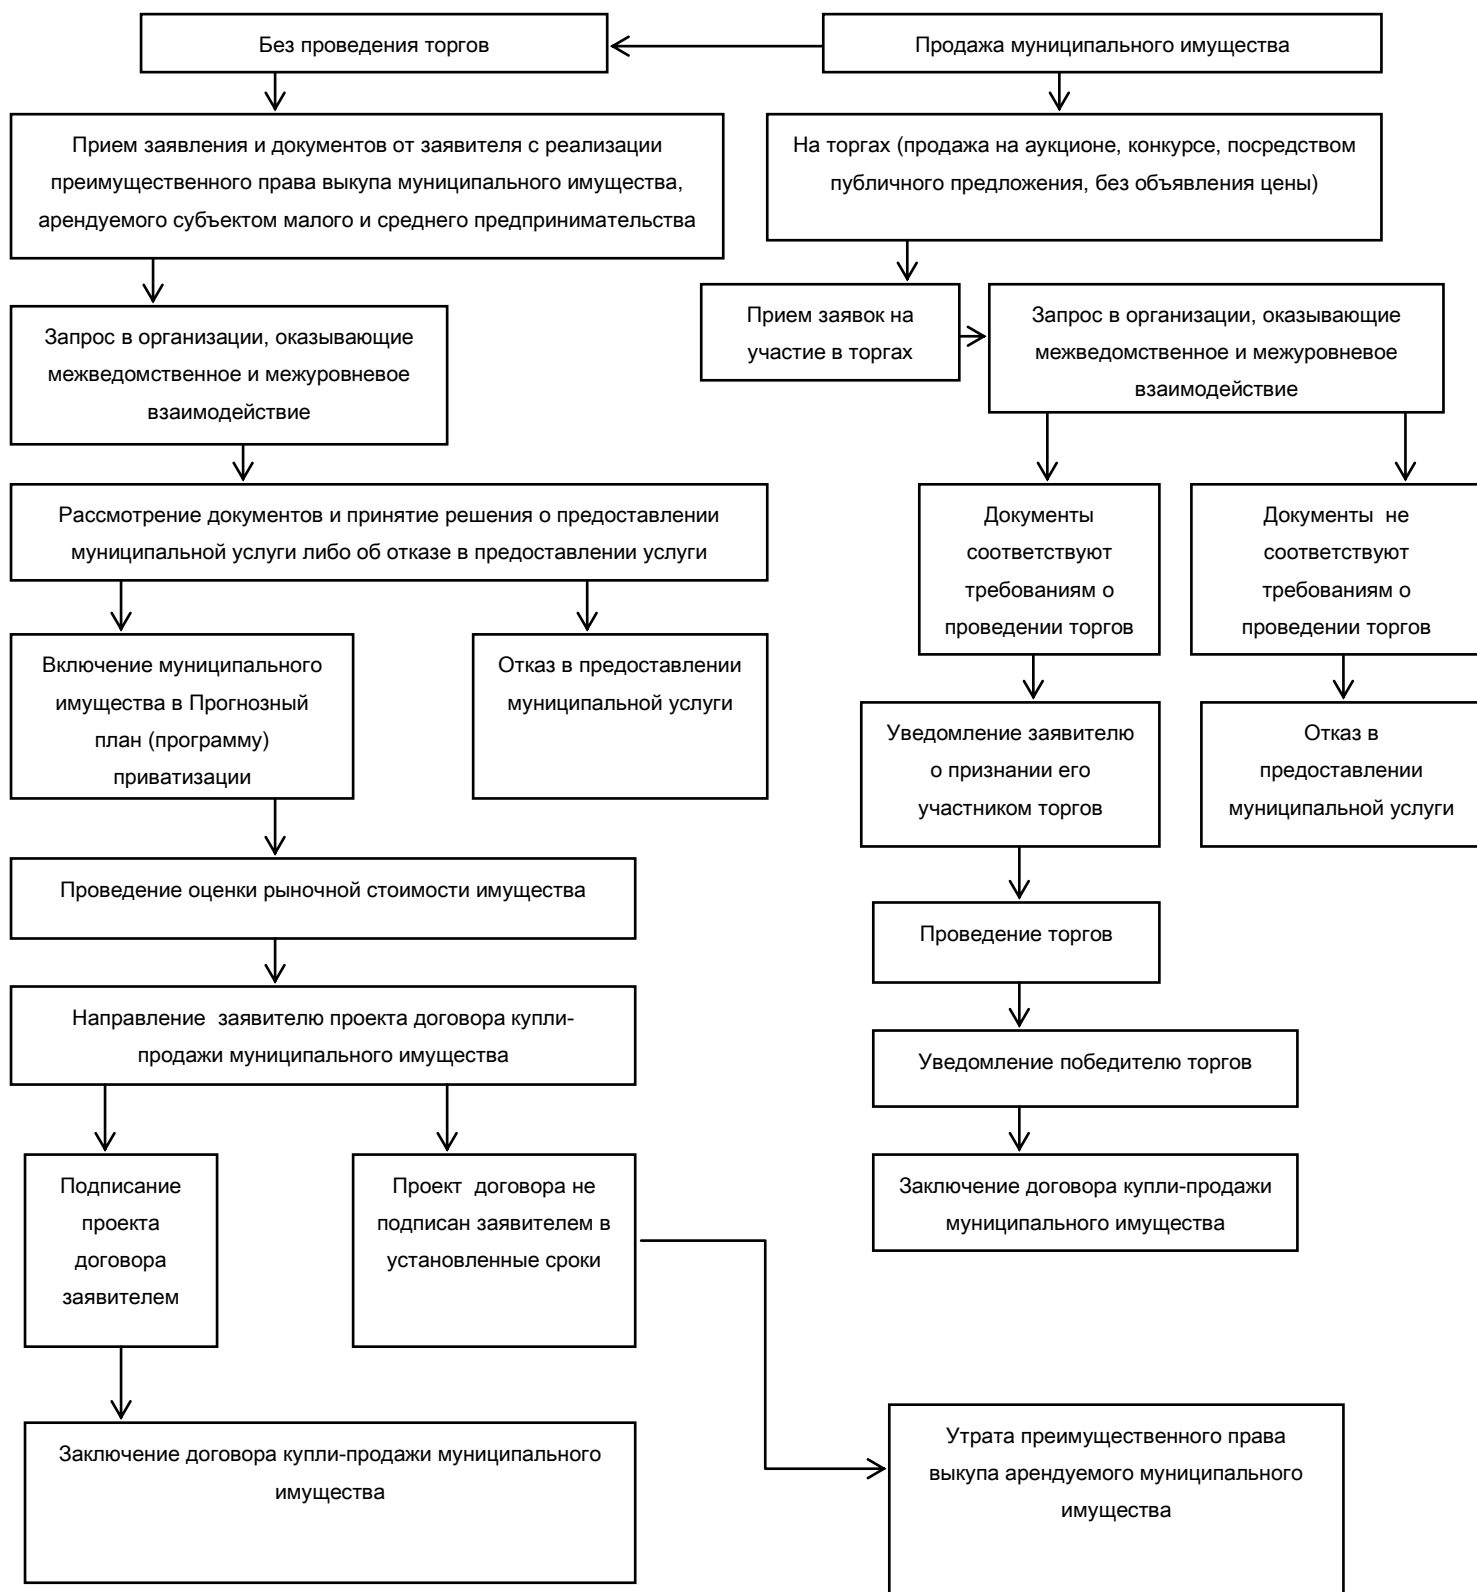 Без проведения торгов
Продажа муниципального имущества
Прием заявления и документов от заявителя с реализации
преимущественного права выкупа муниципального имущества,
арендуемого субъектом малого и среднего предпринимательства
На торгах (продажа на аукционе, конкурсе, посредством
публичного предложения, без объявления цены)
Прием заявок на
участие в торгах
Запрос в организации, оказывающие
межведомственное и межуровневое
взаимодействие
Запрос в организации, оказывающие
межведомственное и межуровневое
взаимодействие
Рассмотрение документов и принятие решения о предоставлении
муниципальной услуги либо об отказе в предоставлении услуги
Документы
соответствуют
требованиям о
проведении торгов
Документы не
соответствуют
требованиям о
проведении торгов
Включение муниципального
имущества в Прогнозный
план (программу)
приватизации
Отказ в предоставлении
муниципальной услуги
Уведомление заявителю
о признании его
участником торгов
Отказ в
предоставлении
муниципальной услуги
Проведение оценки рыночной стоимости имущества
Проведение торгов
Направление заявителю проекта договора купли-
продажи муниципального имущества
Уведомление победителю торгов
Подписание
проекта
договора
заявителем
Проект договора не
подписан заявителем в
установленные сроки
Заключение договора купли-продажи
муниципального имущества
Заключение договора купли-продажи муниципального
имущества
Утрата преимущественного права
выкупа арендуемого муниципального
имущества